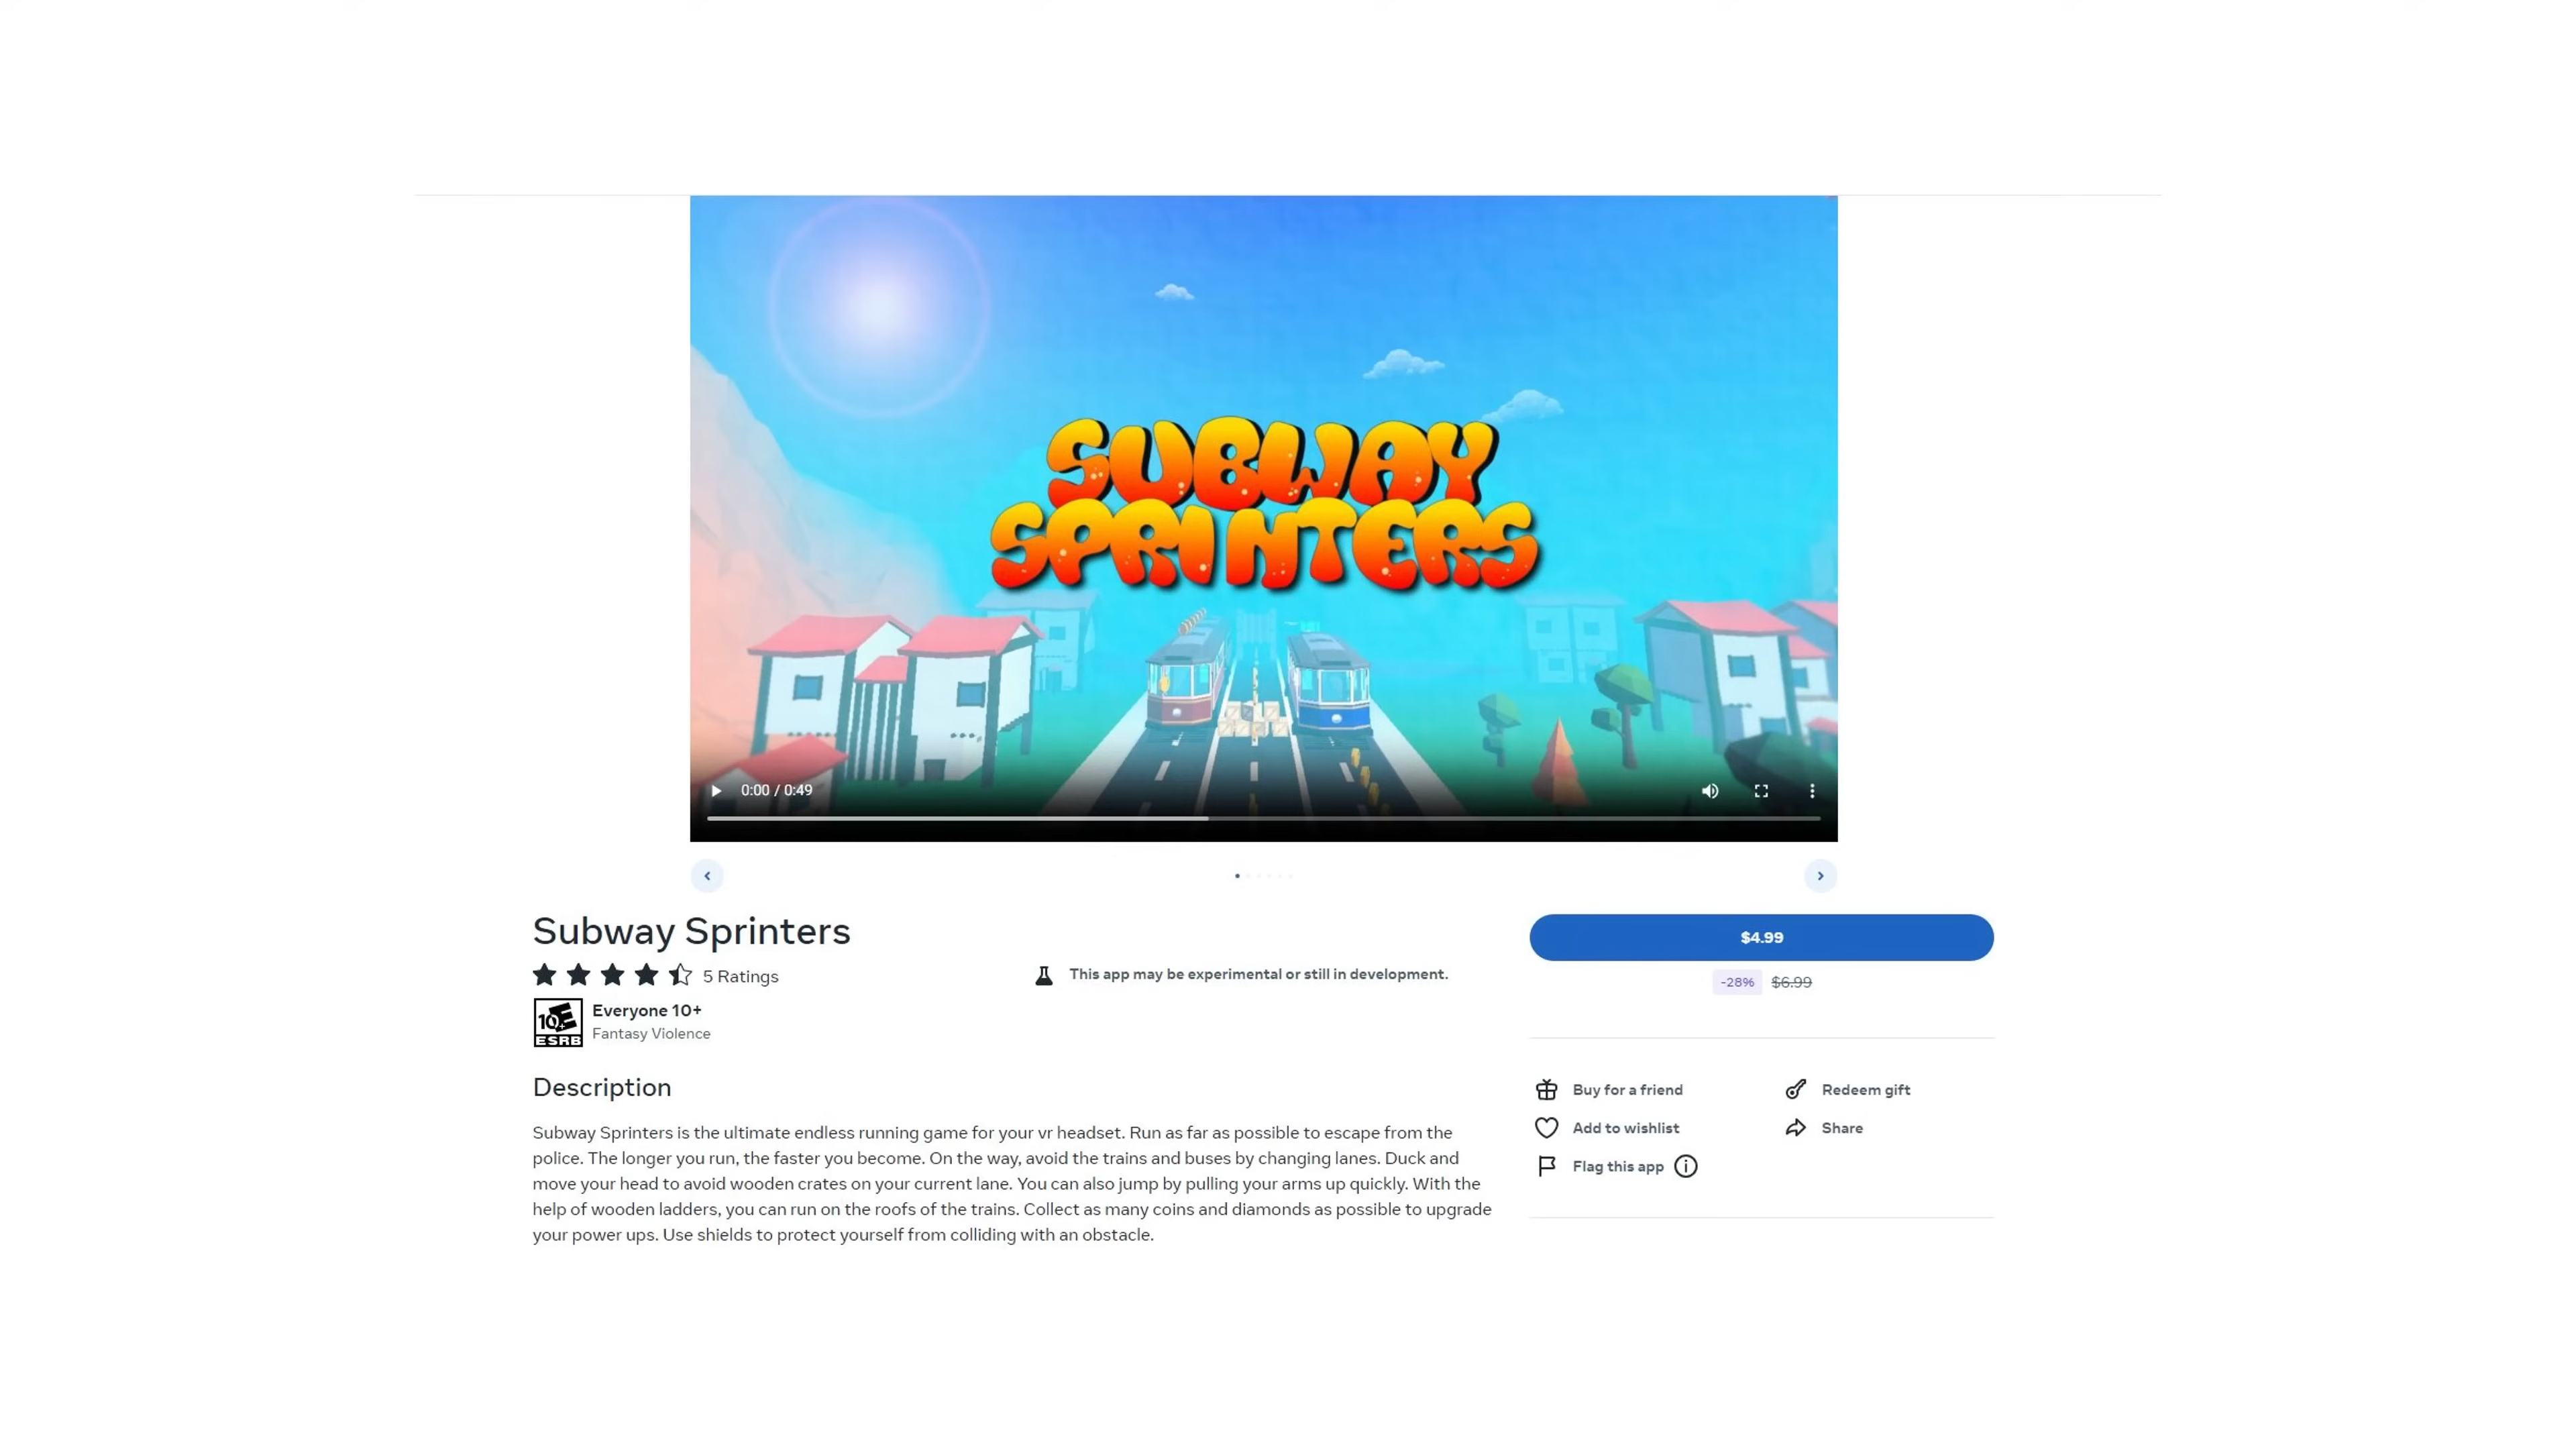 SUBWAY
SPRINTERS
0:00 / 0:49
Subway Sprinters
5 Ratings
This app may be experimental or still in development.
10+
ESRB
Everyone 10+
Fantasy Violence
$4.99
-28% $6.99
Description
Subway Sprinters is the ultimate endless running game for your vr headset. Run as far as possible to escape from the
police. The longer you run, the faster you become. On the way, avoid the trains and buses by changing lanes. Duck and
move your head to avoid wooden crates on your current lane. You can also jump by pulling your arms up quickly. With the
help of wooden ladders, you can run on the roofs of the trains. Collect as many coins and diamonds as possible to upgrade
your power ups. Use shields to protect yourself from colliding with an obstacle.
Buy for a friend
Redeem gift
Add to wishlist
Share
Flag this app